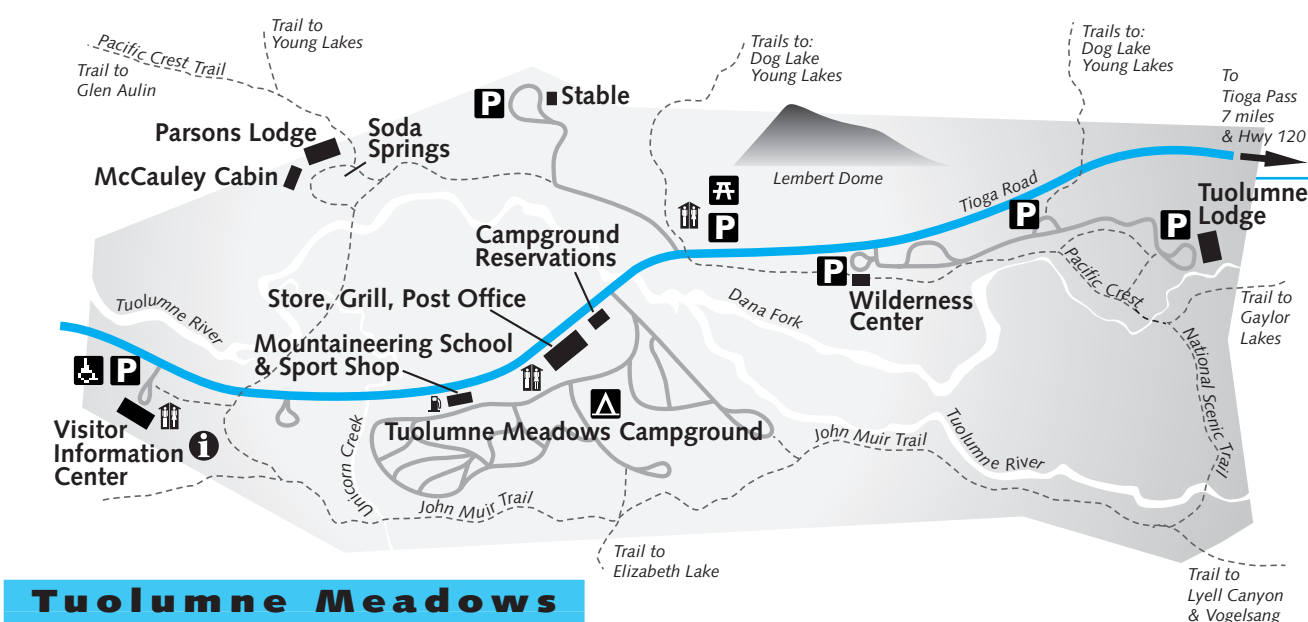 Trail to
Young Lakes
Pacific Crest Trail
Trail to
Glen Aulin
P
Stable
Trails to:
Dog Lake
Young Lakes
Trails to:
Dog Lake
Young Lakes
To
Tioga Pass
7 miles
& Hwy 120
Parsons Lodge
Soda
Springs
McCauley Cabin
Lembert Dome
Tioga Road
Tuolumne
Lodge
P
P
P
P
Campground
Reservations
Store, Grill, Post Office
Mountaineering School
& Sport Shop
Tuolumne River
Dana Fork
Wilderness
Center
Pacific Crest
National Scenic Trail
Trail to
Gaylor
Lakes
P
Visitor
Information
Center
i
Unicorn Creek
Tuolumne Meadows Campground
John Muir Trail
John Muir Trail
Tuolumne River
Trail to
Elizabeth Lake
Trail to
Lyell Canyon
& Vogelsang
Tuolumne Meadows